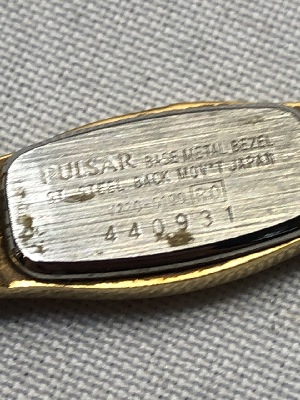 PULSAR BASE METAL BEZEL
ST. STEEL BACK MOV'T JAPAN
440931